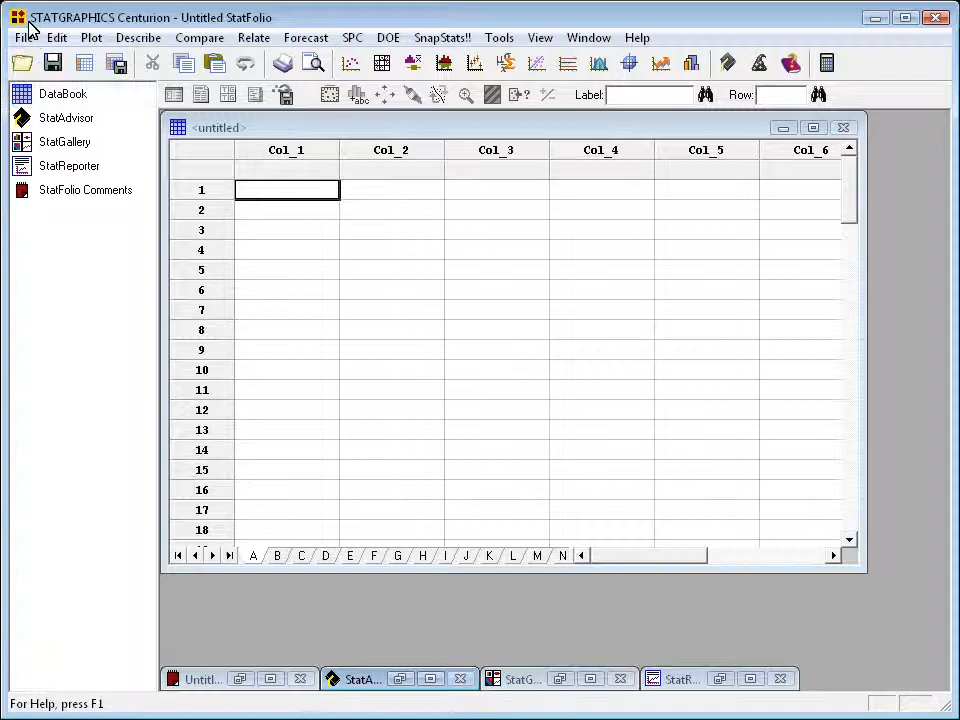 STATGRAPHICS Centurion - Untitled StatFolio
File Edit Plot Describe Compare Relate Forecast SPC DOE SnapStats!! Tools View Window Help
Label: Row:
DataBook
StatAdvisor
StatGallery
StatReporter
StatFolio Comments
<untitled>
Col_1 Col_2 Col_3 Col_4 Col_5 Col_6
1
2
3
4
5
6
7
8
9
10
11
12
13
14
15
16
17
18
A B C D E F G H I J K L M N
Untitl... StatA... StatG... StatR...
For Help, press F1